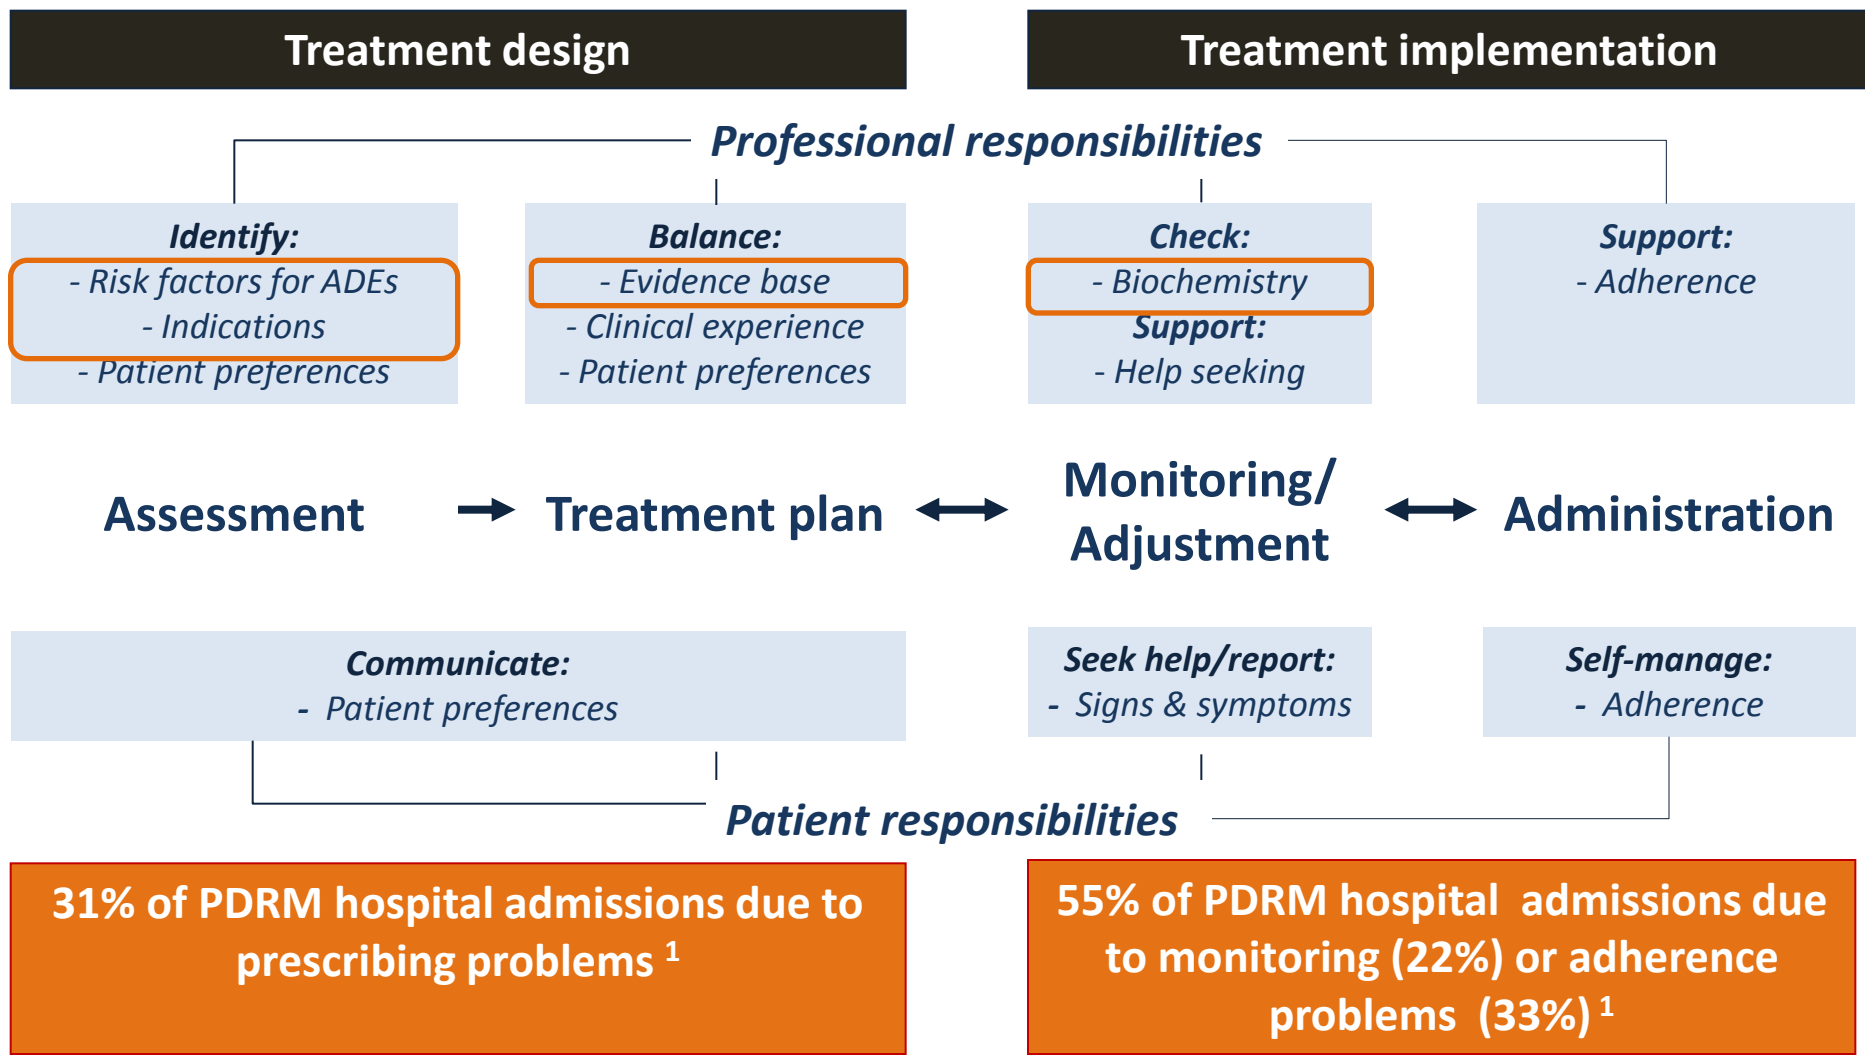 Treatment design
Treatment implementation
Professional responsibilities
Identify:
- Risk factors for ADEs
- Indications
- Patient preferences
Balance:
- Evidence base
- Clinical experience
- Patient preferences
Check:
- Biochemistry
Support:
- Help seeking
Support:
- Adherence
Assessment
Treatment plan
Monitoring/
Adjustment
Administration
Communicate:
- Patient preferences
Seek help/report:
- Signs & symptoms
Self-manage:
- Adherence
Patient responsibilities
31% of PDRM hospital admissions due to
prescribing problems ¹
55% of PDRM hospital admissions due
to monitoring (22%) or adherence
problems (33%) ¹